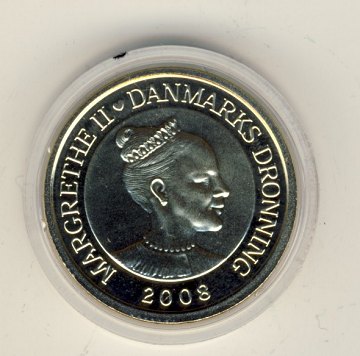 MARGRETHE II ♥ DANMARKS DRONNING
2008